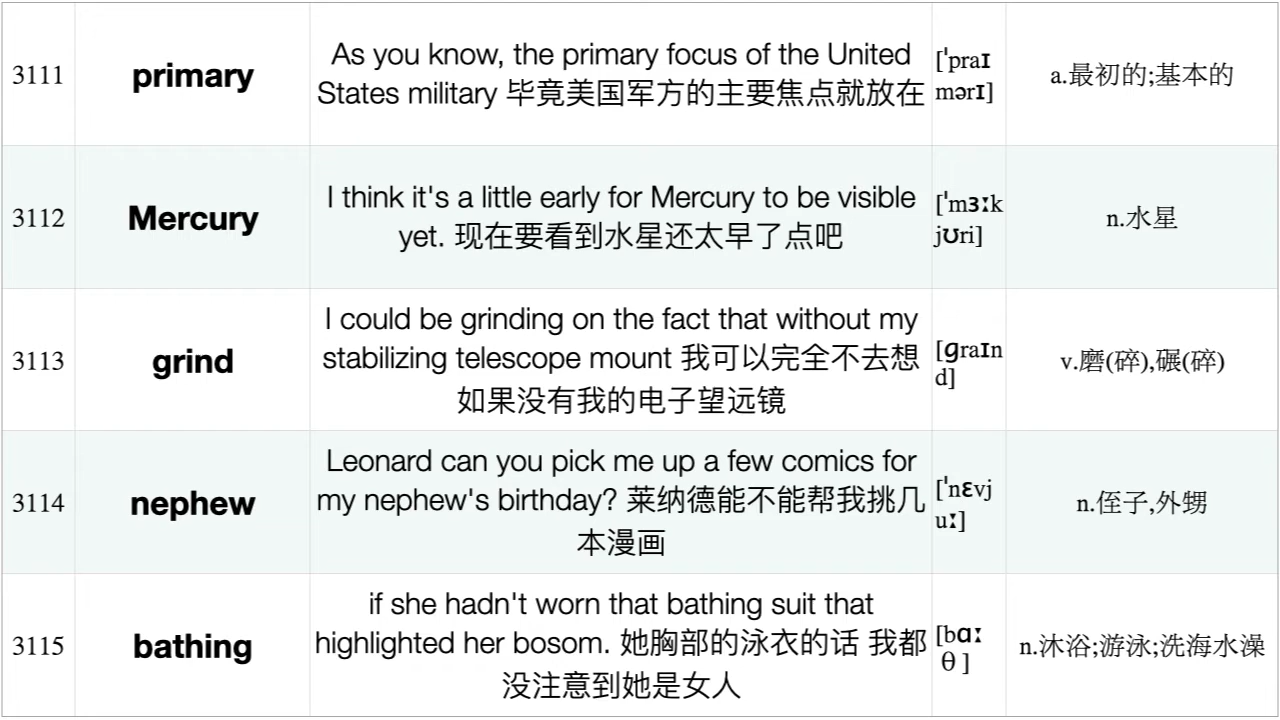 3111
primary
As you know, the primary focus of the United
States military 毕竟美国军方的主要焦点就放在
[ˈpraɪ
mərɪ]
a.最初的;基本的
3112
Mercury
I think it's a little early for Mercury to be visible
yet. 现在要看到水星还太早了点吧
[ˈmɜːk
jʊri]
n.水星
3113
grind
I could be grinding on the fact that without my
stabilizing telescope mount 我可以完全不去想
如果没有我的电子望远镜
[ɡraɪn
d]
v.磨(碎),碾(碎)
3114
nephew
Leonard can you pick me up a few comics for
my nephew's birthday? 莱纳德能不能帮我挑几
本漫画
[ˈnɛvj
uː]
n.侄子,外甥
3115
bathing
if she hadn't worn that bathing suit that
highlighted her bosom. 她胸部的泳衣的话 我都
没注意到她是女人
[bɑː
θ]
n.沐浴;游泳;洗海水澡